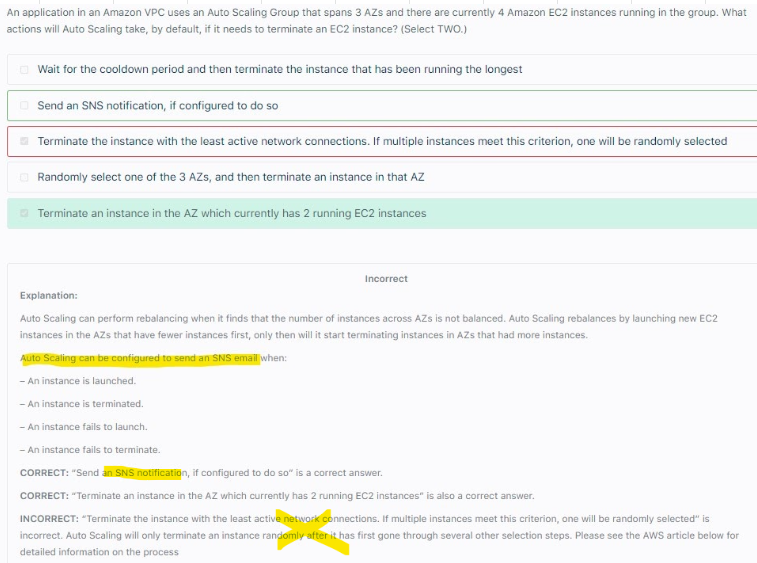 An application in an Amazon VPC uses an Auto Scaling Group that spans 3 AZs and there are currently 4 Amazon EC2 instances running in the group. What
actions will Auto Scaling take, by default, if it needs to terminate an EC2 instance? (Select TWO.)
Wait for the cooldown period and then terminate the instance that has been running the longest
Send an SNS notification, if configured to do so
Terminate the instance with the least active network connections. If multiple instances meet this criterion, one will be randomly selected
Randomly select one of the 3 AZs, and then terminate an instance in that AZ
Terminate an instance in the AZ which currently has 2 running EC2 instances
Incorrect
Explanation:
Auto Scaling can perform rebalancing when it finds that the number of instances across AZs is not balanced. Auto Scaling rebalances by launching new EC2
instances in the AZs that have fewer instances first, only then will it start terminating instances in AZs that had more instances.
Auto Scaling can be configured to send an SNS email when:
– An instance is launched.
– An instance is terminated.
– An instance fails to launch.
– An instance fails to terminate.
CORRECT: “Send an SNS notification, if configured to do so” is a correct answer.
CORRECT: “Terminate an instance in the AZ which currently has 2 running EC2 instances” is also a correct answer.
INCORRECT: “Terminate the instance with the least active network connections. If multiple instances meet this criterion, one will be randomly selected” is
incorrect. Auto Scaling will only terminate an instance randomly after it has first gone through several other selection steps. Please see the AWS article below for
detailed information on the process